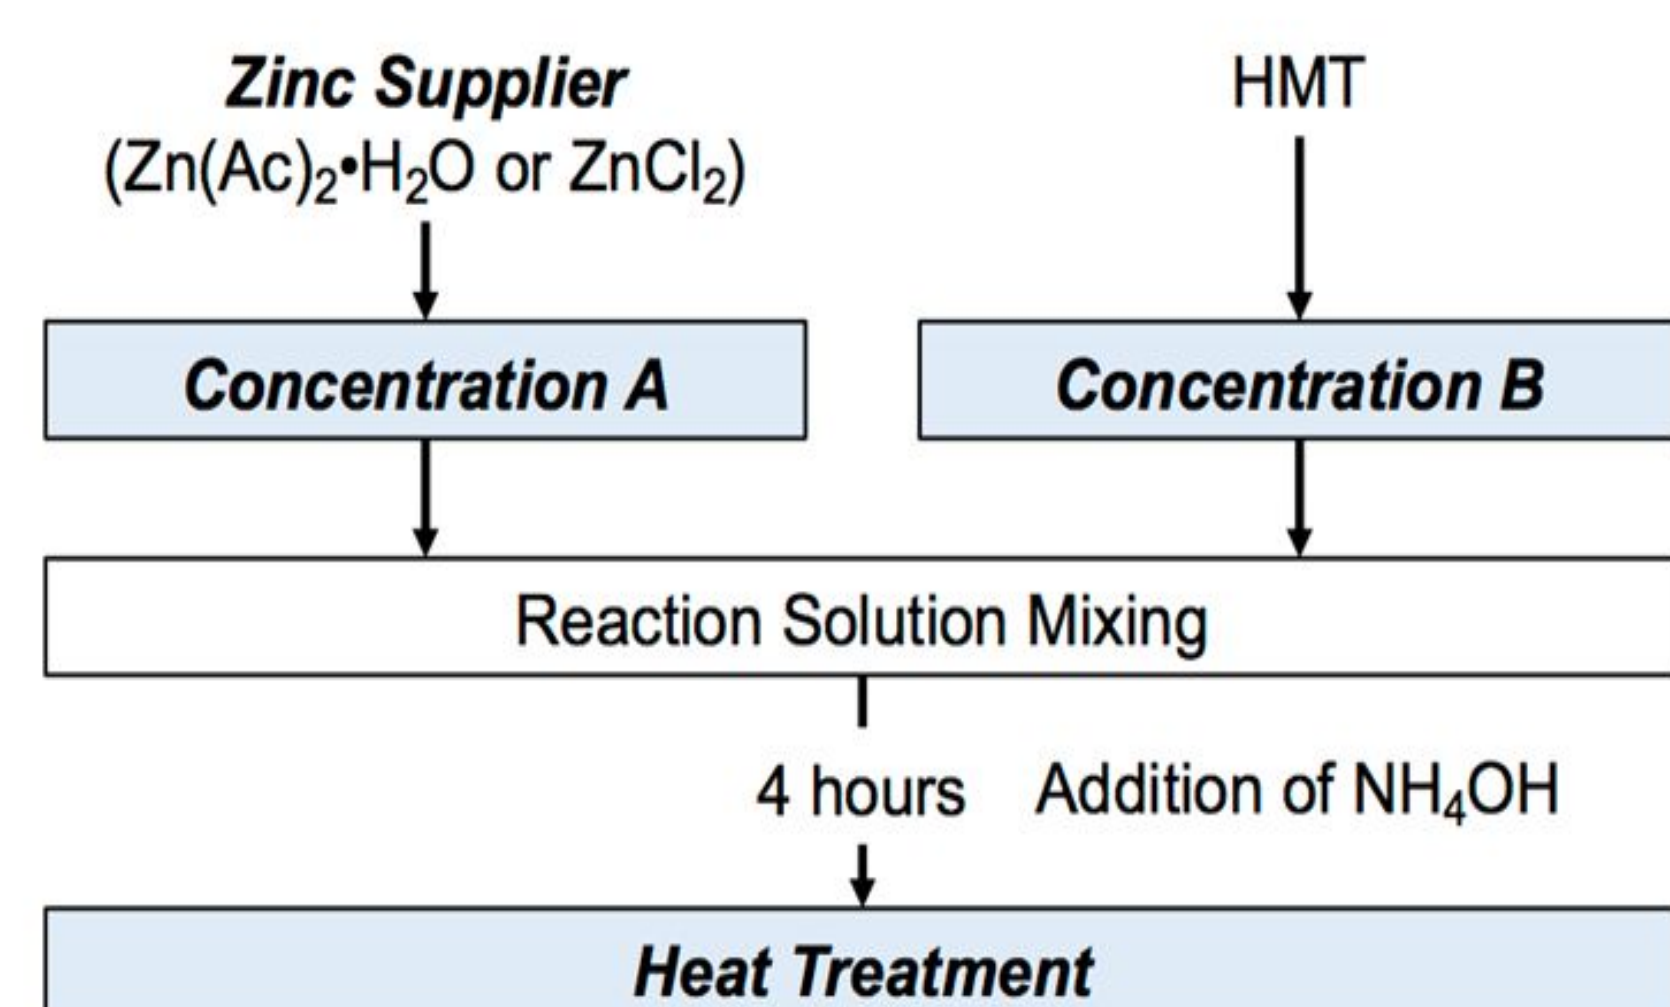 Zinc Supplier
(Zn(Ac)₂•H₂O or ZnCl₂)
HMT
Concentration A
Concentration B
Reaction Solution Mixing
4 hours
Addition of NH₄OH
Heat Treatment